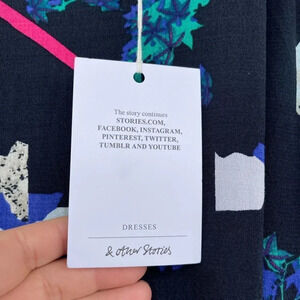 The story continues
STORIES.COM,
FACEBOOK, INSTAGRAM,
PINTEREST, TWITTER,
TUMBLR AND YOUTUBE
DRESSES
& other Stories